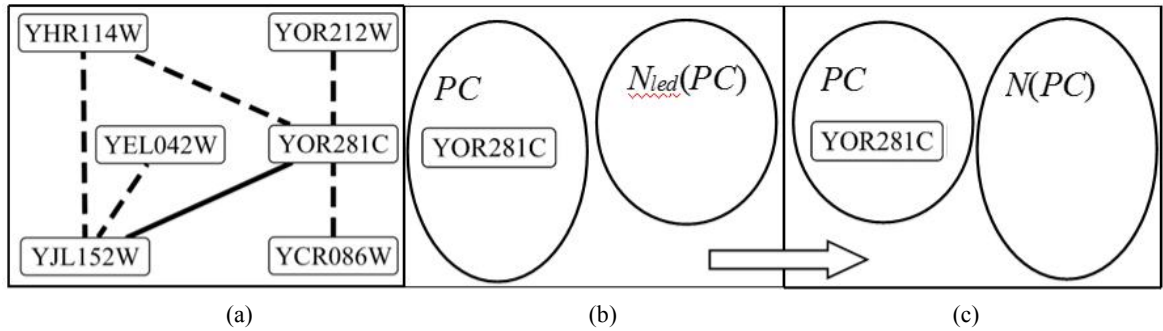 YHR114W
YOR212W
YEL042W
YOR281C
YJL152W
YCR086W
(a)
PC
Nled(PC)
YOR281C
(b)
PC
N(PC)
YOR281C
(c)